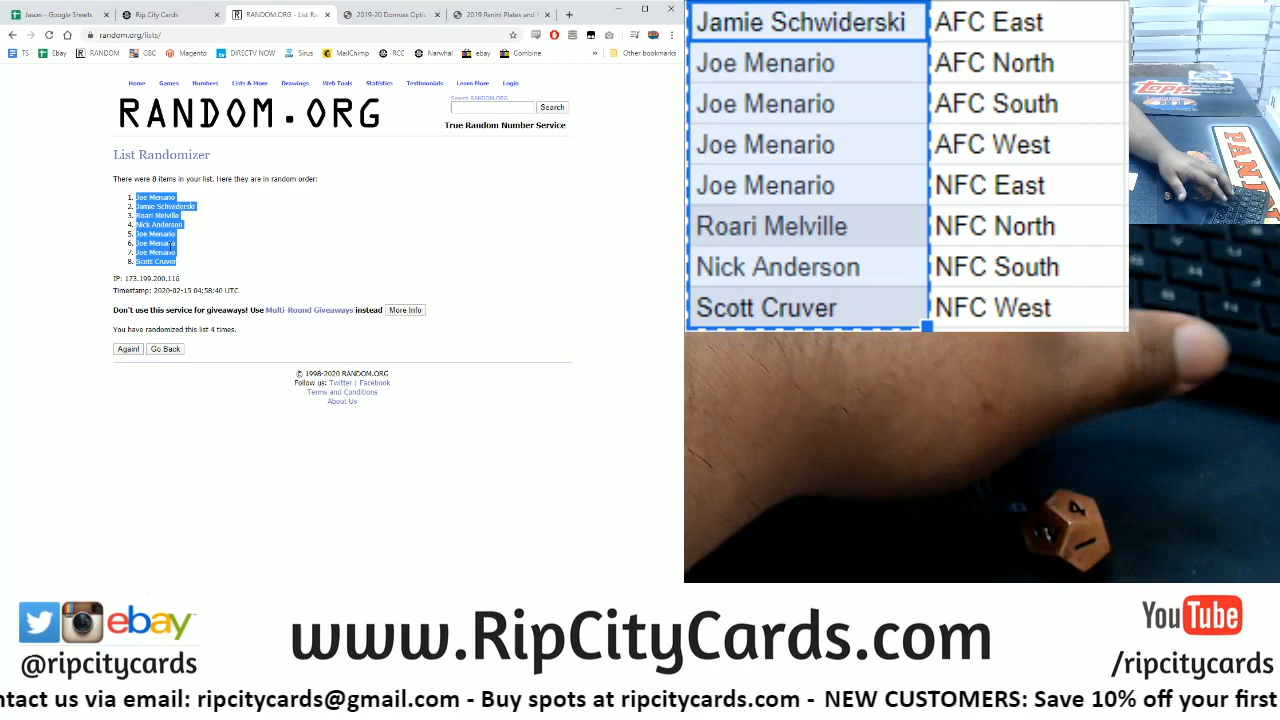 Jason - Google Sheets
Rip City Cards
RANDOM.ORG - List Ra
2019-20 Donruss Optic
2019 Panini Plates and P
random.org/lists/
TS Ebay RANDOM GBC Magento DIRECTV NOW Sirus MailChimp RCC Narwhal ebay Combine » Other bookmarks
Home Games Numbers Lists & More Drawings Web Tools Statistics Testimonials Learn More Login
RANDOM.ORG
Search RANDOM.ORG
Search
True Random Number Service
List Randomizer
There were 8 items in your list. Here they are in random order:
1. Joe Menario
2. Jamie Schwiderski
3. Roari Melville
4. Nick Anderson
5. Joe Menario
6. Joe Menario
7. Joe Menario
8. Scott Cruver
IP: 173.199.200.116
Timestamp: 2020-02-15 04:58:40 UTC
Don't use this service for giveaways! Use Multi-Round Giveaways instead More Info
You have randomized this list 4 times.
Again! Go Back
© 1998-2020 RANDOM.ORG
Follow us: Twitter | Facebook
Terms and Conditions
About Us
Jamie Schwiderski AFC East
Joe Menario AFC North
Joe Menario AFC South
Joe Menario AFC West
Joe Menario NFC East
Roari Melville NFC North
Nick Anderson NFC South
Scott Cruver NFC West
TOPPS
PANINI
4
1
ebay
@ripcitycards
www.RipCityCards.com
YouTube
/ripcitycards
ntact us via email: ripcitycards@gmail.com - Buy spots at ripcitycards.com - NEW CUSTOMERS: Save 10% off your first